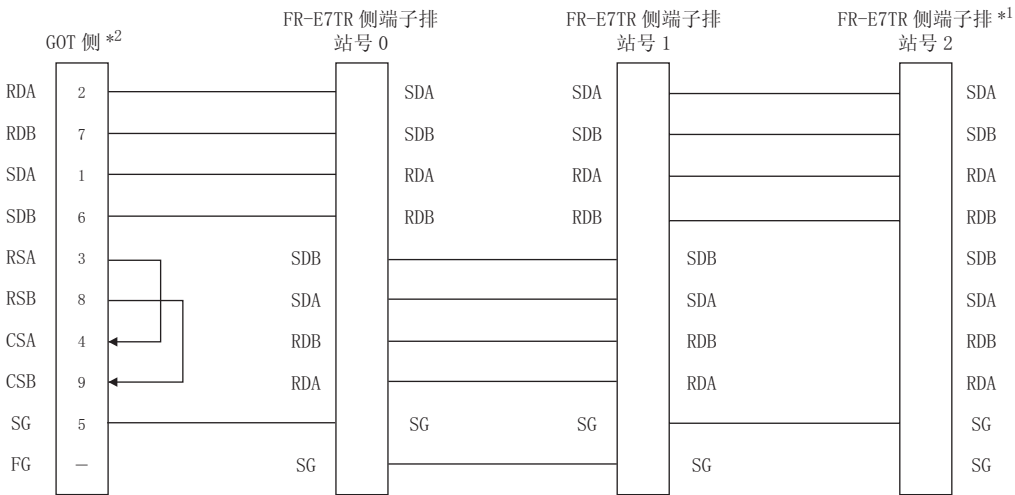 FR-E7TR 侧端子排
站号 0
FR-E7TR 侧端子排
站号 1
FR-E7TR 侧端子排 *1
站号 2
GOT 侧 *2
RDA 2 SDA SDA SDA
RDB 7 SDB SDB SDB
SDA 1 RDA RDA RDA
SDB 6 RDB RDB RDB
RSA 3 SDB SDB SDB
RSB 8 SDA SDA SDA
CSA 4 RDB RDB RDB
CSB 9 RDA RDA RDA
SG 5 SG SG SG
FG － SG SG SG